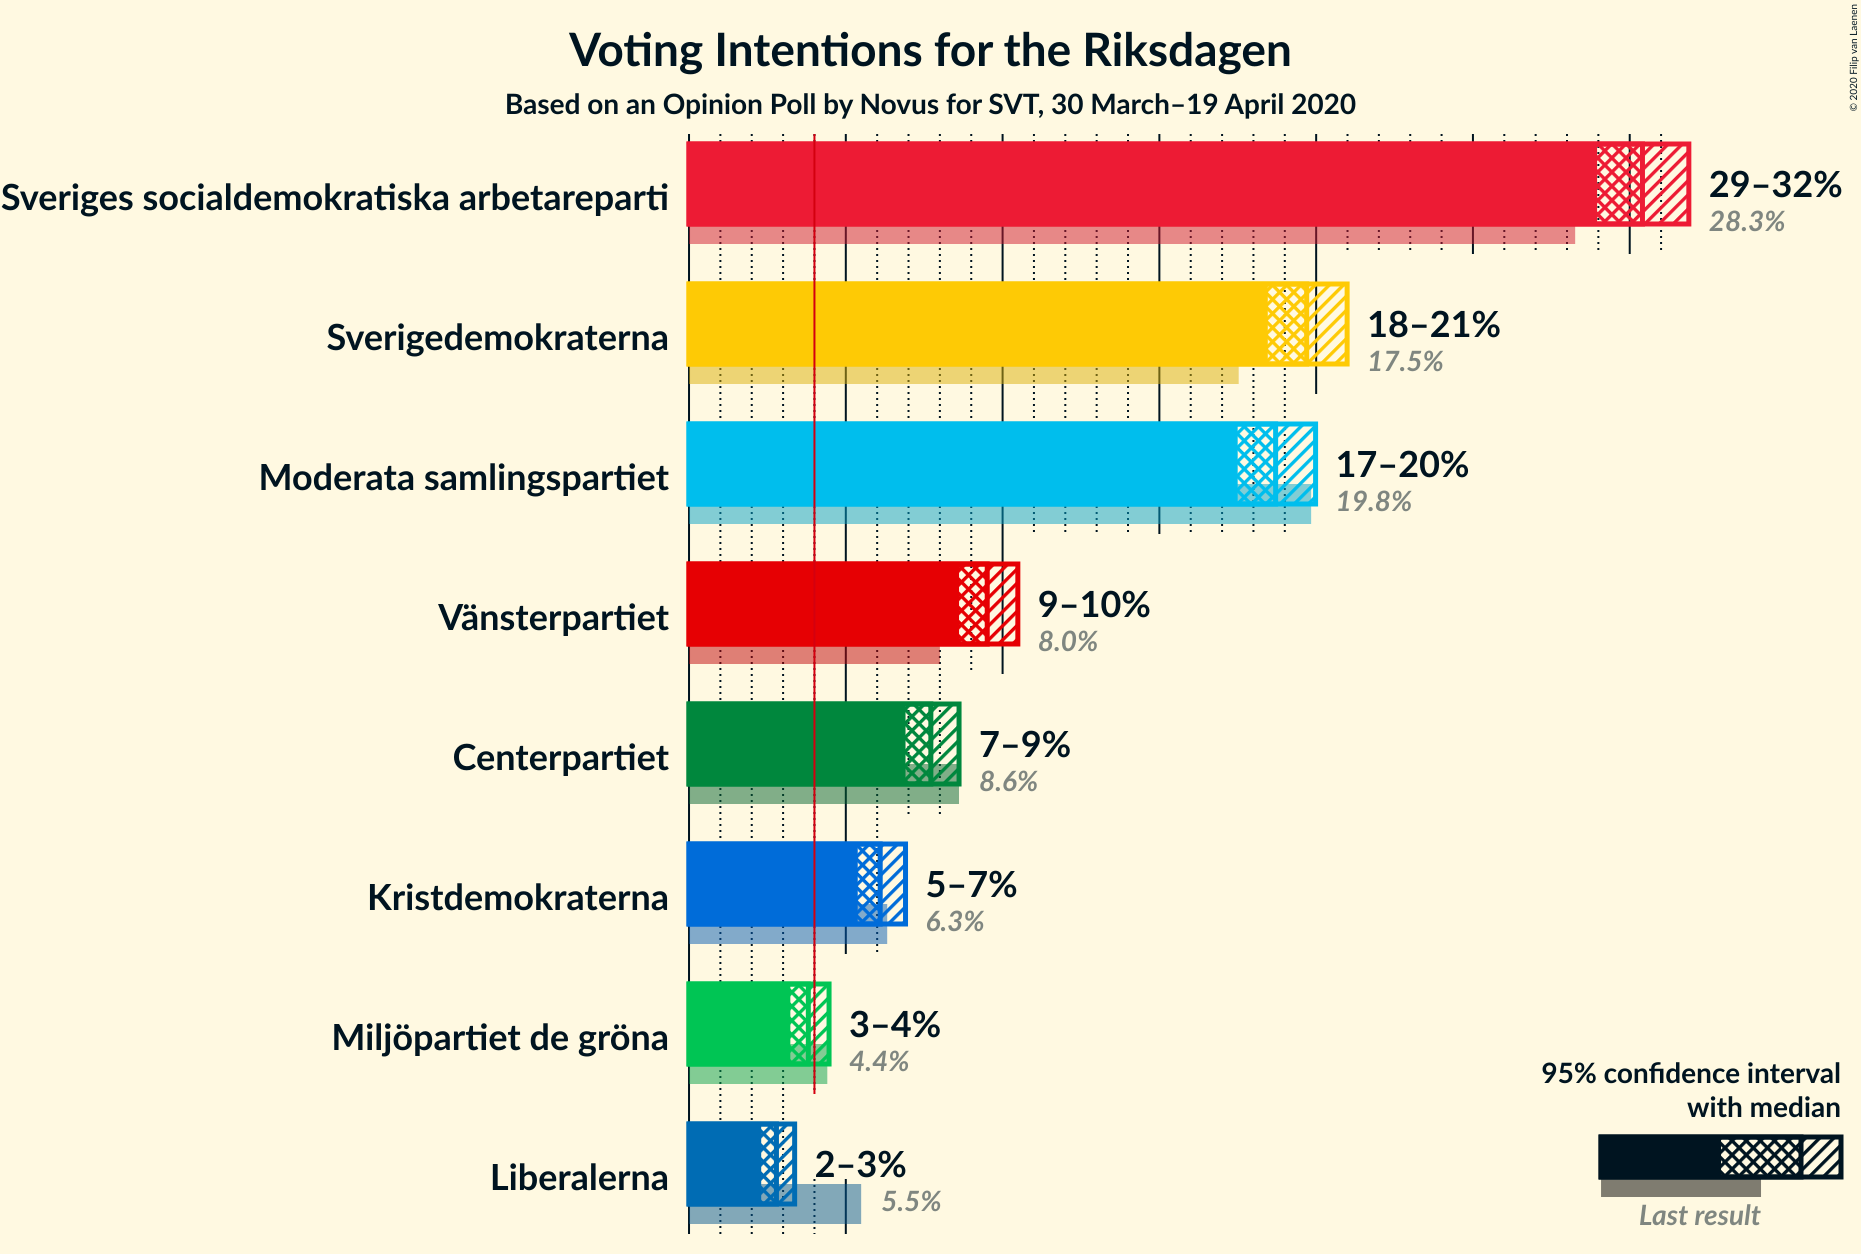 Voting Intentions for the Riksdagen
Based on an Opinion Poll by Novus for SVT, 30 March–19 April 2020
© 2020 Filip van Laenen
Sveriges socialdemokratiska arbetareparti
29–32%
28.3%
Sverigedemokraterna
18–21%
17.5%
Moderata samlingspartiet
17–20%
19.8%
Vänsterpartiet
9–10%
8.0%
Centerpartiet
7–9%
8.6%
Kristdemokraterna
5–7%
6.3%
Miljöpartiet de gröna
3–4%
4.4%
Liberalerna
2–3%
5.5%
95% confidence interval
with median
Last result